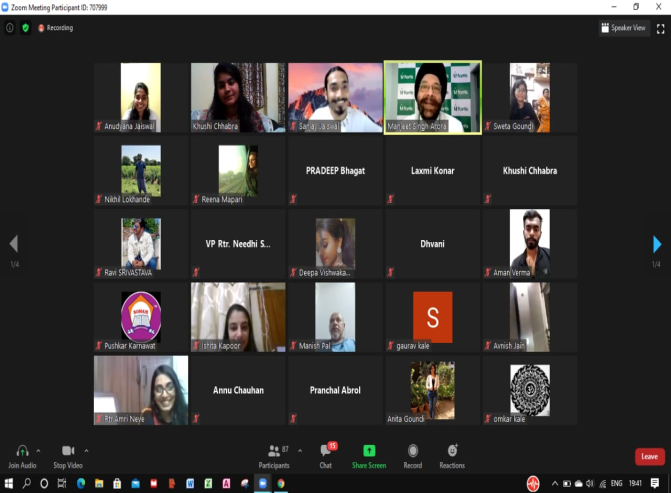 Zoom Meeting Participant ID: 707999
Recording
Speaker View
Anudyana Jaiswal
Khushi Chhabra
Sanjay Jaiswal
Manjeet Singh Arora
Sweta Goundi
Nikhil Lokhande
Reena Mapari
PRADEEP Bhagat
Laxmi Konar
Khushi Chhabra
Ravi SRIVASTAVA
VP Rtr. Needhi S...
Deepa Vishwaka...
Dhvani
Aman Verma
1/4
1/4
Pushkar Karnawat
Ishita Kapoor
Manish Pal
S
gaurav kale
Avnish Jain
Rtr Amri Neye
Annu Chauhan
Pranchal Abrol
Anita Goundi
omkar kale
Join Audio
Stop Video
87
Participants
15
Chat
Share Screen
Record
Reactions
Leave
ENG
19:41